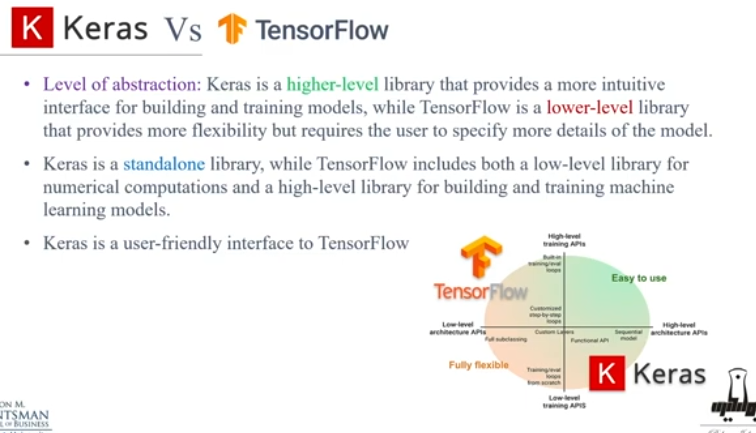 K Keras Vs TensorFlow
• Level of abstraction: Keras is a higher-level library that provides a more intuitive
interface for building and training models, while TensorFlow is a lower-level library
that provides more flexibility but requires the user to specify more details of the model.
• Keras is a standalone library, while TensorFlow includes both a low-level library for
numerical computations and a high-level library for building and training machine
learning models.
• Keras is a user-friendly interface to TensorFlow
High-level
training APIs
Built-in
training/eval
loops
Easy to use
TensorFlow
Customized
step-by-step
loops
Low-level
architecture APIs
Custom Layers
Sequential
model
High-level
architecture APIs
Full subclassing
Functional API
Fully flexible
Training/eval
loops
from scratch
K Keras
Low-level
training APIS
ON M.
NTSMAN
L OF BUSINESS